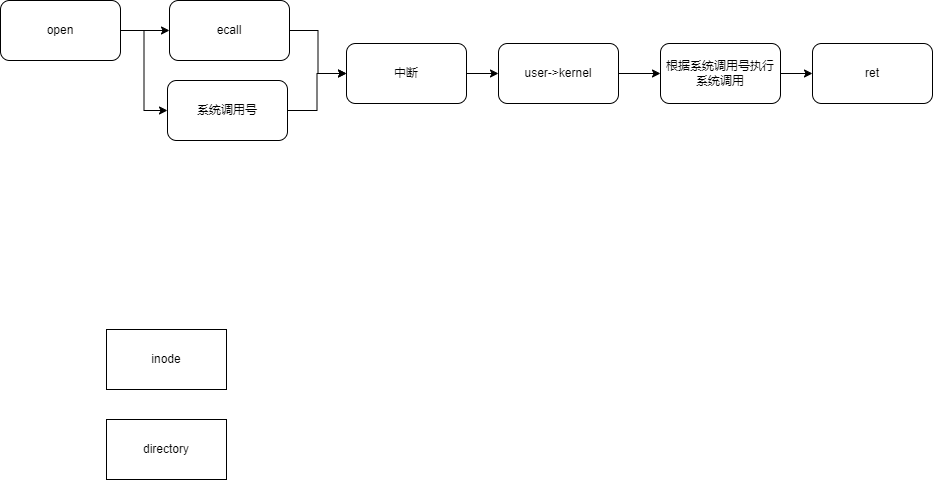 open
ecall
系统调用号
中断
user->kernel
根据系统调用号执行
系统调用
ret
inode
directory